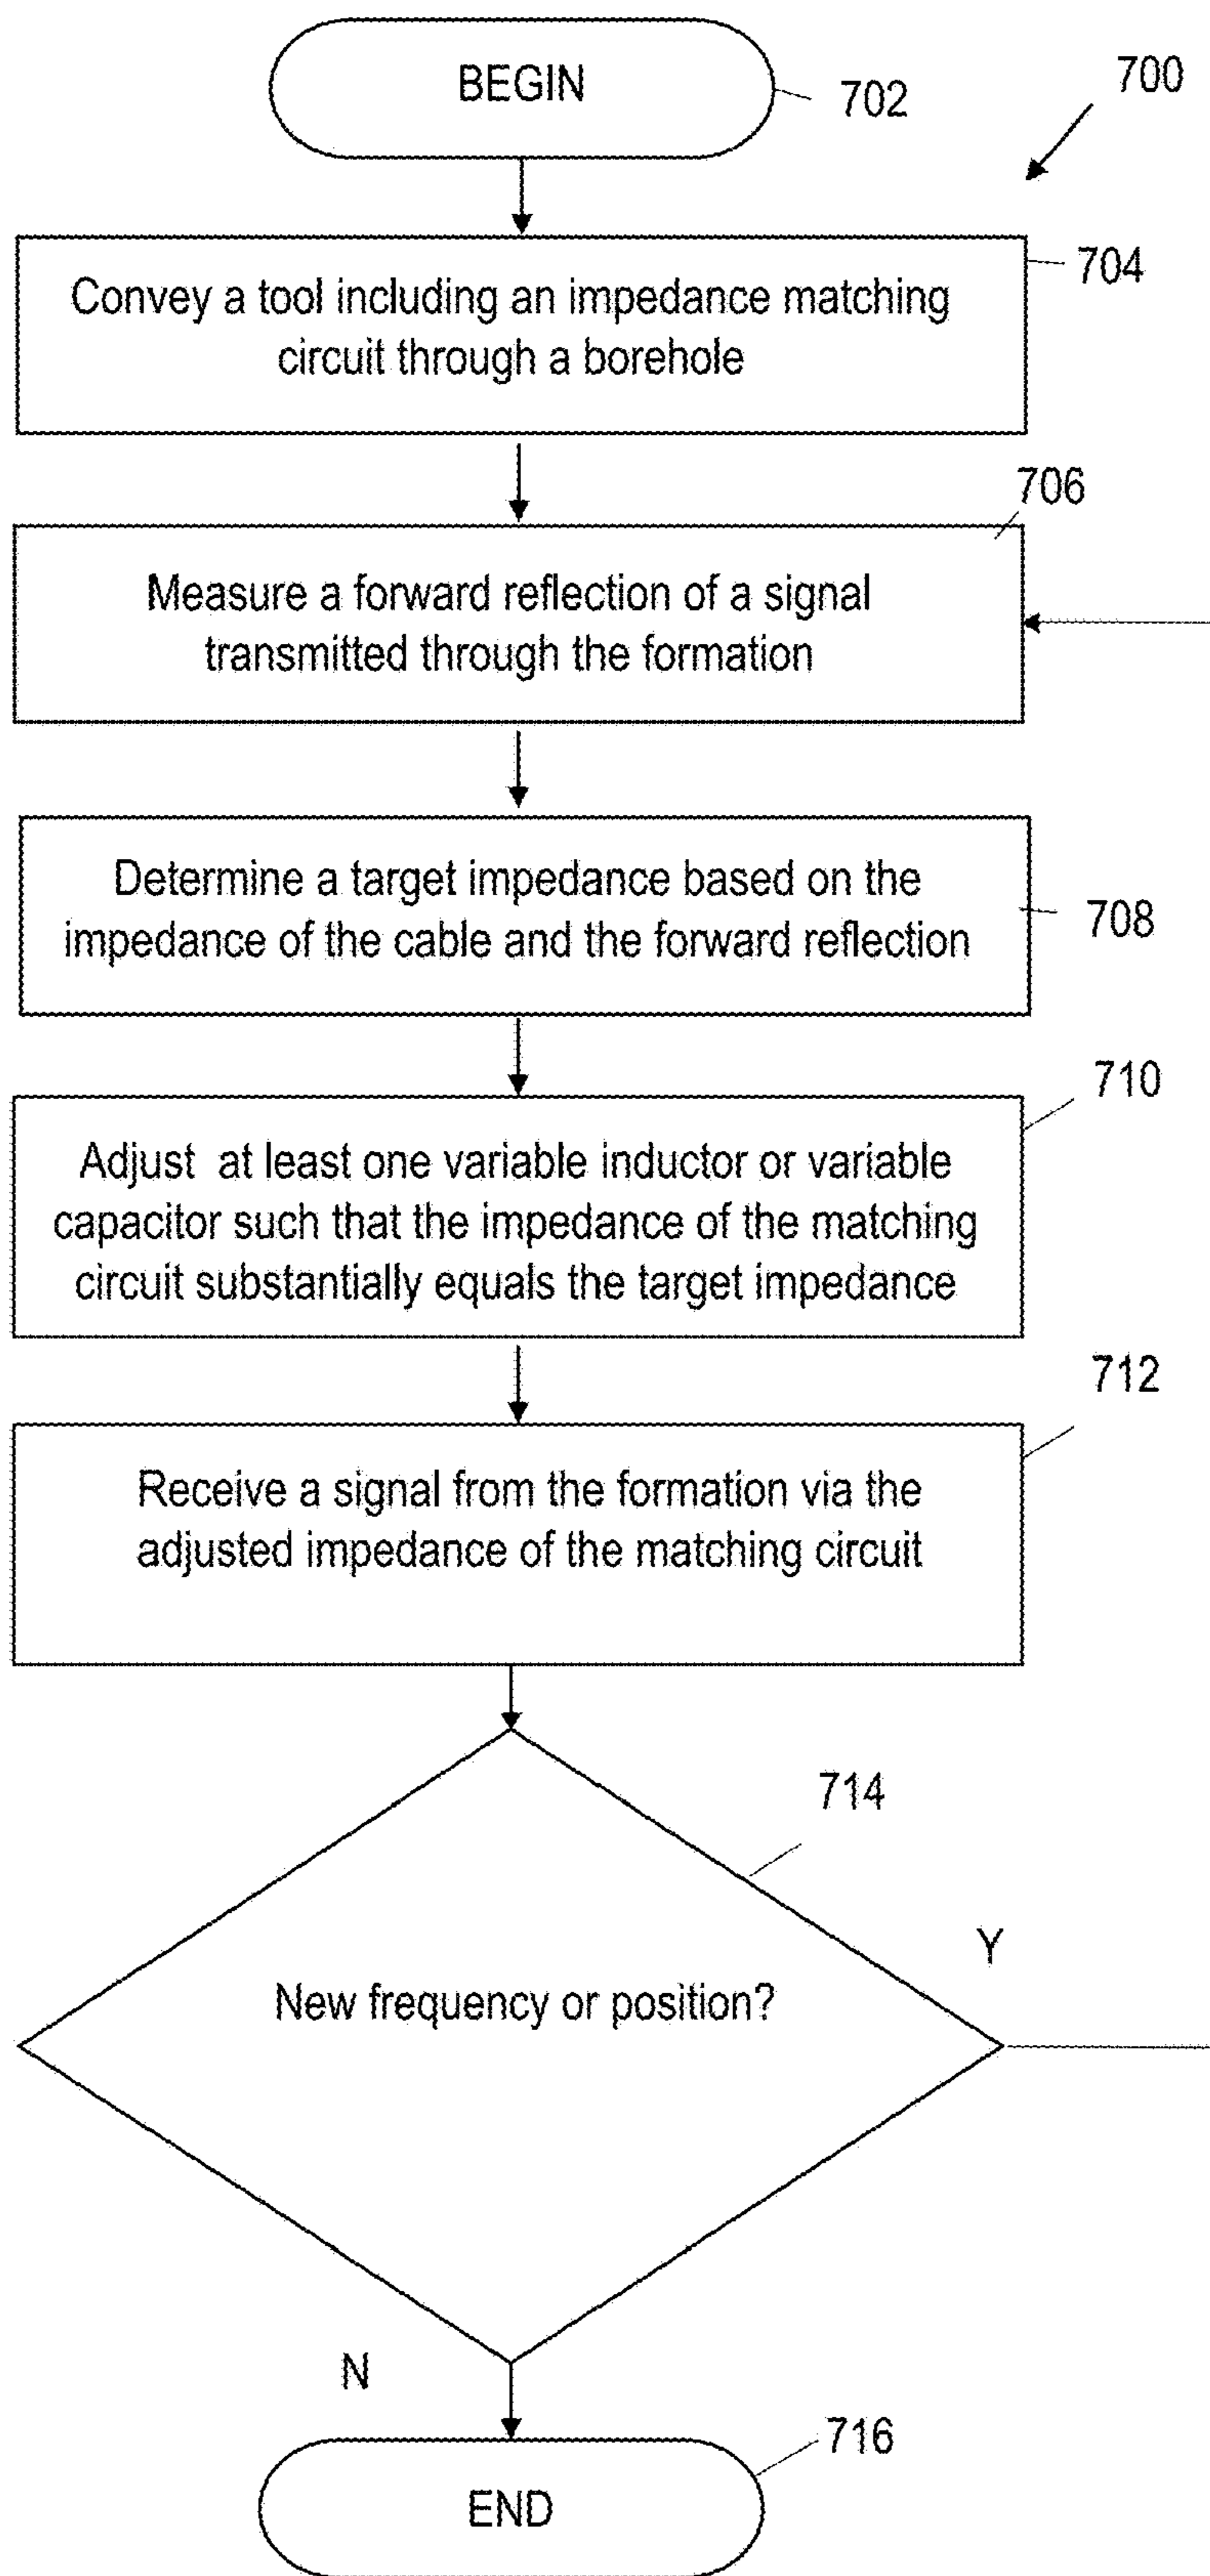 BEGIN
702
700
704
Convey a tool including an impedance matching
circuit through a borehole
706
Measure a forward reflection of a signal
transmitted through the formation
Determine a target impedance based on the
impedance of the cable and the forward reflection
708
710
Adjust at least one variable inductor or variable
capacitor such that the impedance of the matching
circuit substantially equals the target impedance
712
Receive a signal from the formation via the
adjusted impedance of the matching circuit
714
Y
New frequency or position?
N
716
END